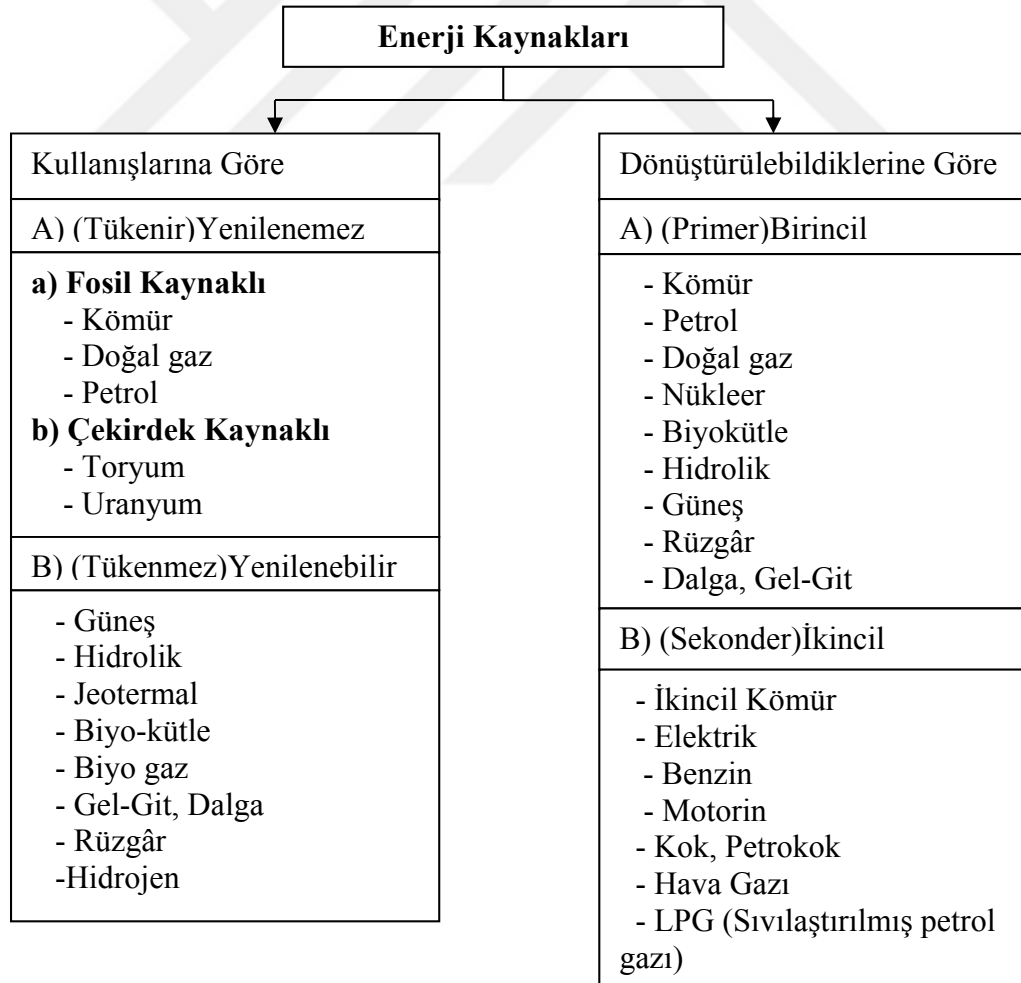 Enerji Kaynakları
Kullanışlarına Göre
A) (Tükenir)Yenilenemez
a) Fosil Kaynaklı
- Kömür
- Doğal gaz
- Petrol
b) Çekirdek Kaynaklı
- Toryum
- Uranyum
B) (Tükenmez)Yenilenebilir
- Güneş
- Hidrolik
- Jeotermal
- Biyo-kütle
- Biyo gaz
- Gel-Git, Dalga
- Rüzgâr
-Hidrojen
Dönüştürülebildiklerine Göre
A) (Primer)Birincil
- Kömür
- Petrol
- Doğal gaz
- Nükleer
- Biyokütle
- Hidrolik
- Güneş
- Rüzgâr
- Dalga, Gel-Git
B) (Sekonder)İkincil
- İkincil Kömür
- Elektrik
- Benzin
- Motorin
- Kok, Petrokok
- Hava Gazı
- LPG (Sıvılaştırılmış petrol
gazı)